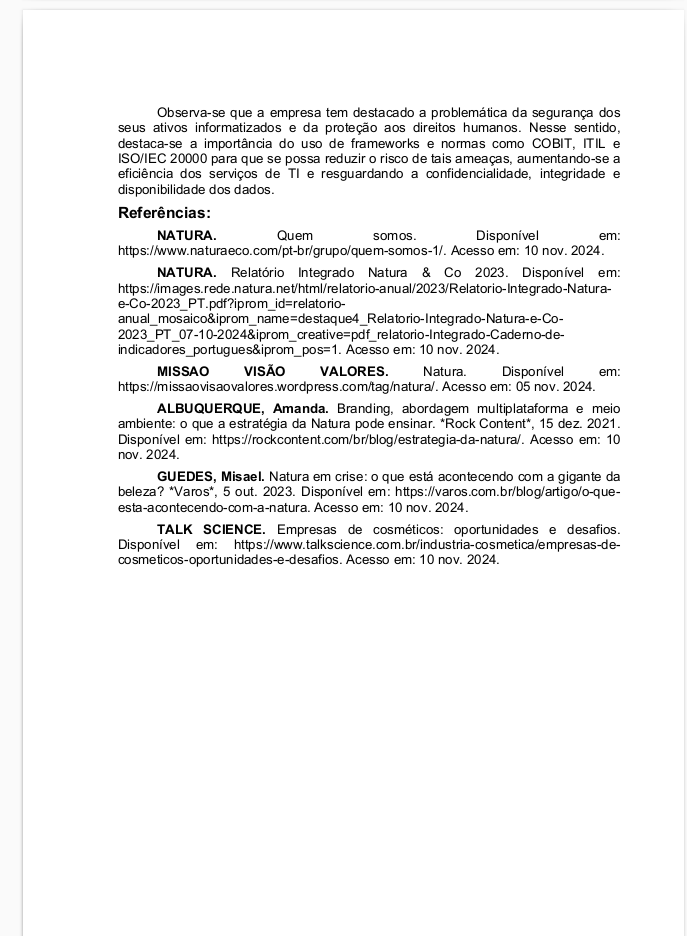 Observa-se que a empresa tem destacado a problemática da segurança dos
seus ativos informatizados e da proteção aos direitos humanos. Nesse sentido,
destaca-se a importância do uso de frameworks e normas como COBIT, ITIL e
ISO/IEC 20000 para que se possa reduzir o risco de tais ameaças, aumentando-se a
eficiência dos serviços de TI e resguardando a confidencialidade, integridade e
disponibilidade dos dados.
Referências:
NATURA. Quem somos. Disponível em:
https://www.naturaeco.com/pt-br/grupo/quem-somos-1/. Acesso em: 10 nov. 2024.
NATURA. Relatório Integrado Natura & Co 2023. Disponível em:
https://images.rede.natura.net/html/relatorio-anual/2023/Relatorio-Integrado-Natura-
e-Co-2023_PT.pdf?iprom_id=relatorio-
anual_mosaico&iprom_name=destaque4_Relatorio-Integrado-Natura-e-Co-
2023_PT_07-10-2024&iprom_creative=pdf_relatorio-Integrado-Caderno-de-
indicadores_portugues&iprom_pos=1. Acesso em: 10 nov. 2024.
MISSAO VISÃO VALORES. Natura. Disponível em:
https://missaovisaovalores.wordpress.com/tag/natura/. Acesso em: 05 nov. 2024.
ALBUQUERQUE, Amanda. Branding, abordagem multiplataforma e meio
ambiente: o que a estratégia da Natura pode ensinar. *Rock Content*, 15 dez. 2021.
Disponível em: https://rockcontent.com/br/blog/estrategia-da-natura/. Acesso em: 10
nov. 2024.
GUEDES, Misael. Natura em crise: o que está acontecendo com a gigante da
beleza? *Varos*, 5 out. 2023. Disponível em: https://varos.com.br/blog/artigo/o-que-
esta-acontecendo-com-a-natura. Acesso em: 10 nov. 2024.
TALK SCIENCE. Empresas de cosméticos: oportunidades e desafios.
Disponível em: https://www.talkscience.com.br/industria-cosmetica/empresas-de-
cosmeticos-oportunidades-e-desafios. Acesso em: 10 nov. 2024.